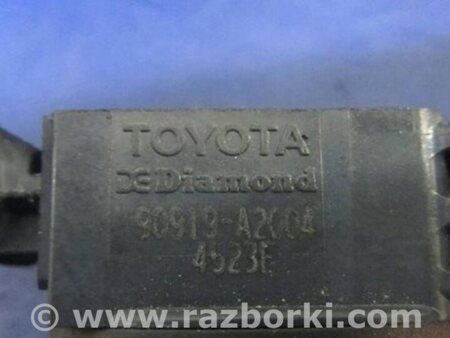 TOYOTA
Diamond
90919-A2004
4523E
www.razborki.com